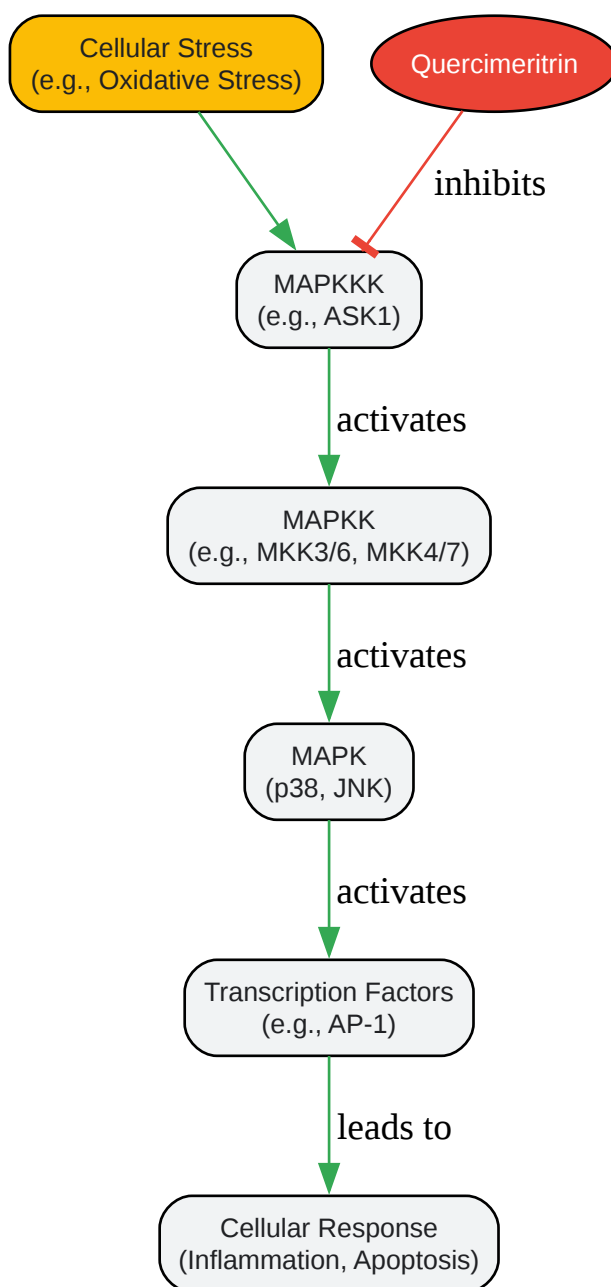 Cellular Stress
(e.g., Oxidative Stress)
Quercimeritrin
inhibits
MAPKKK
(e.g., ASK1)
activates
MAPKK
(e.g., MKK3/6, MKK4/7)
activates
MAPK
(p38, JNK)
activates
Transcription Factors
(e.g., AP-1)
leads to
Cellular Response
(Inflammation, Apoptosis)